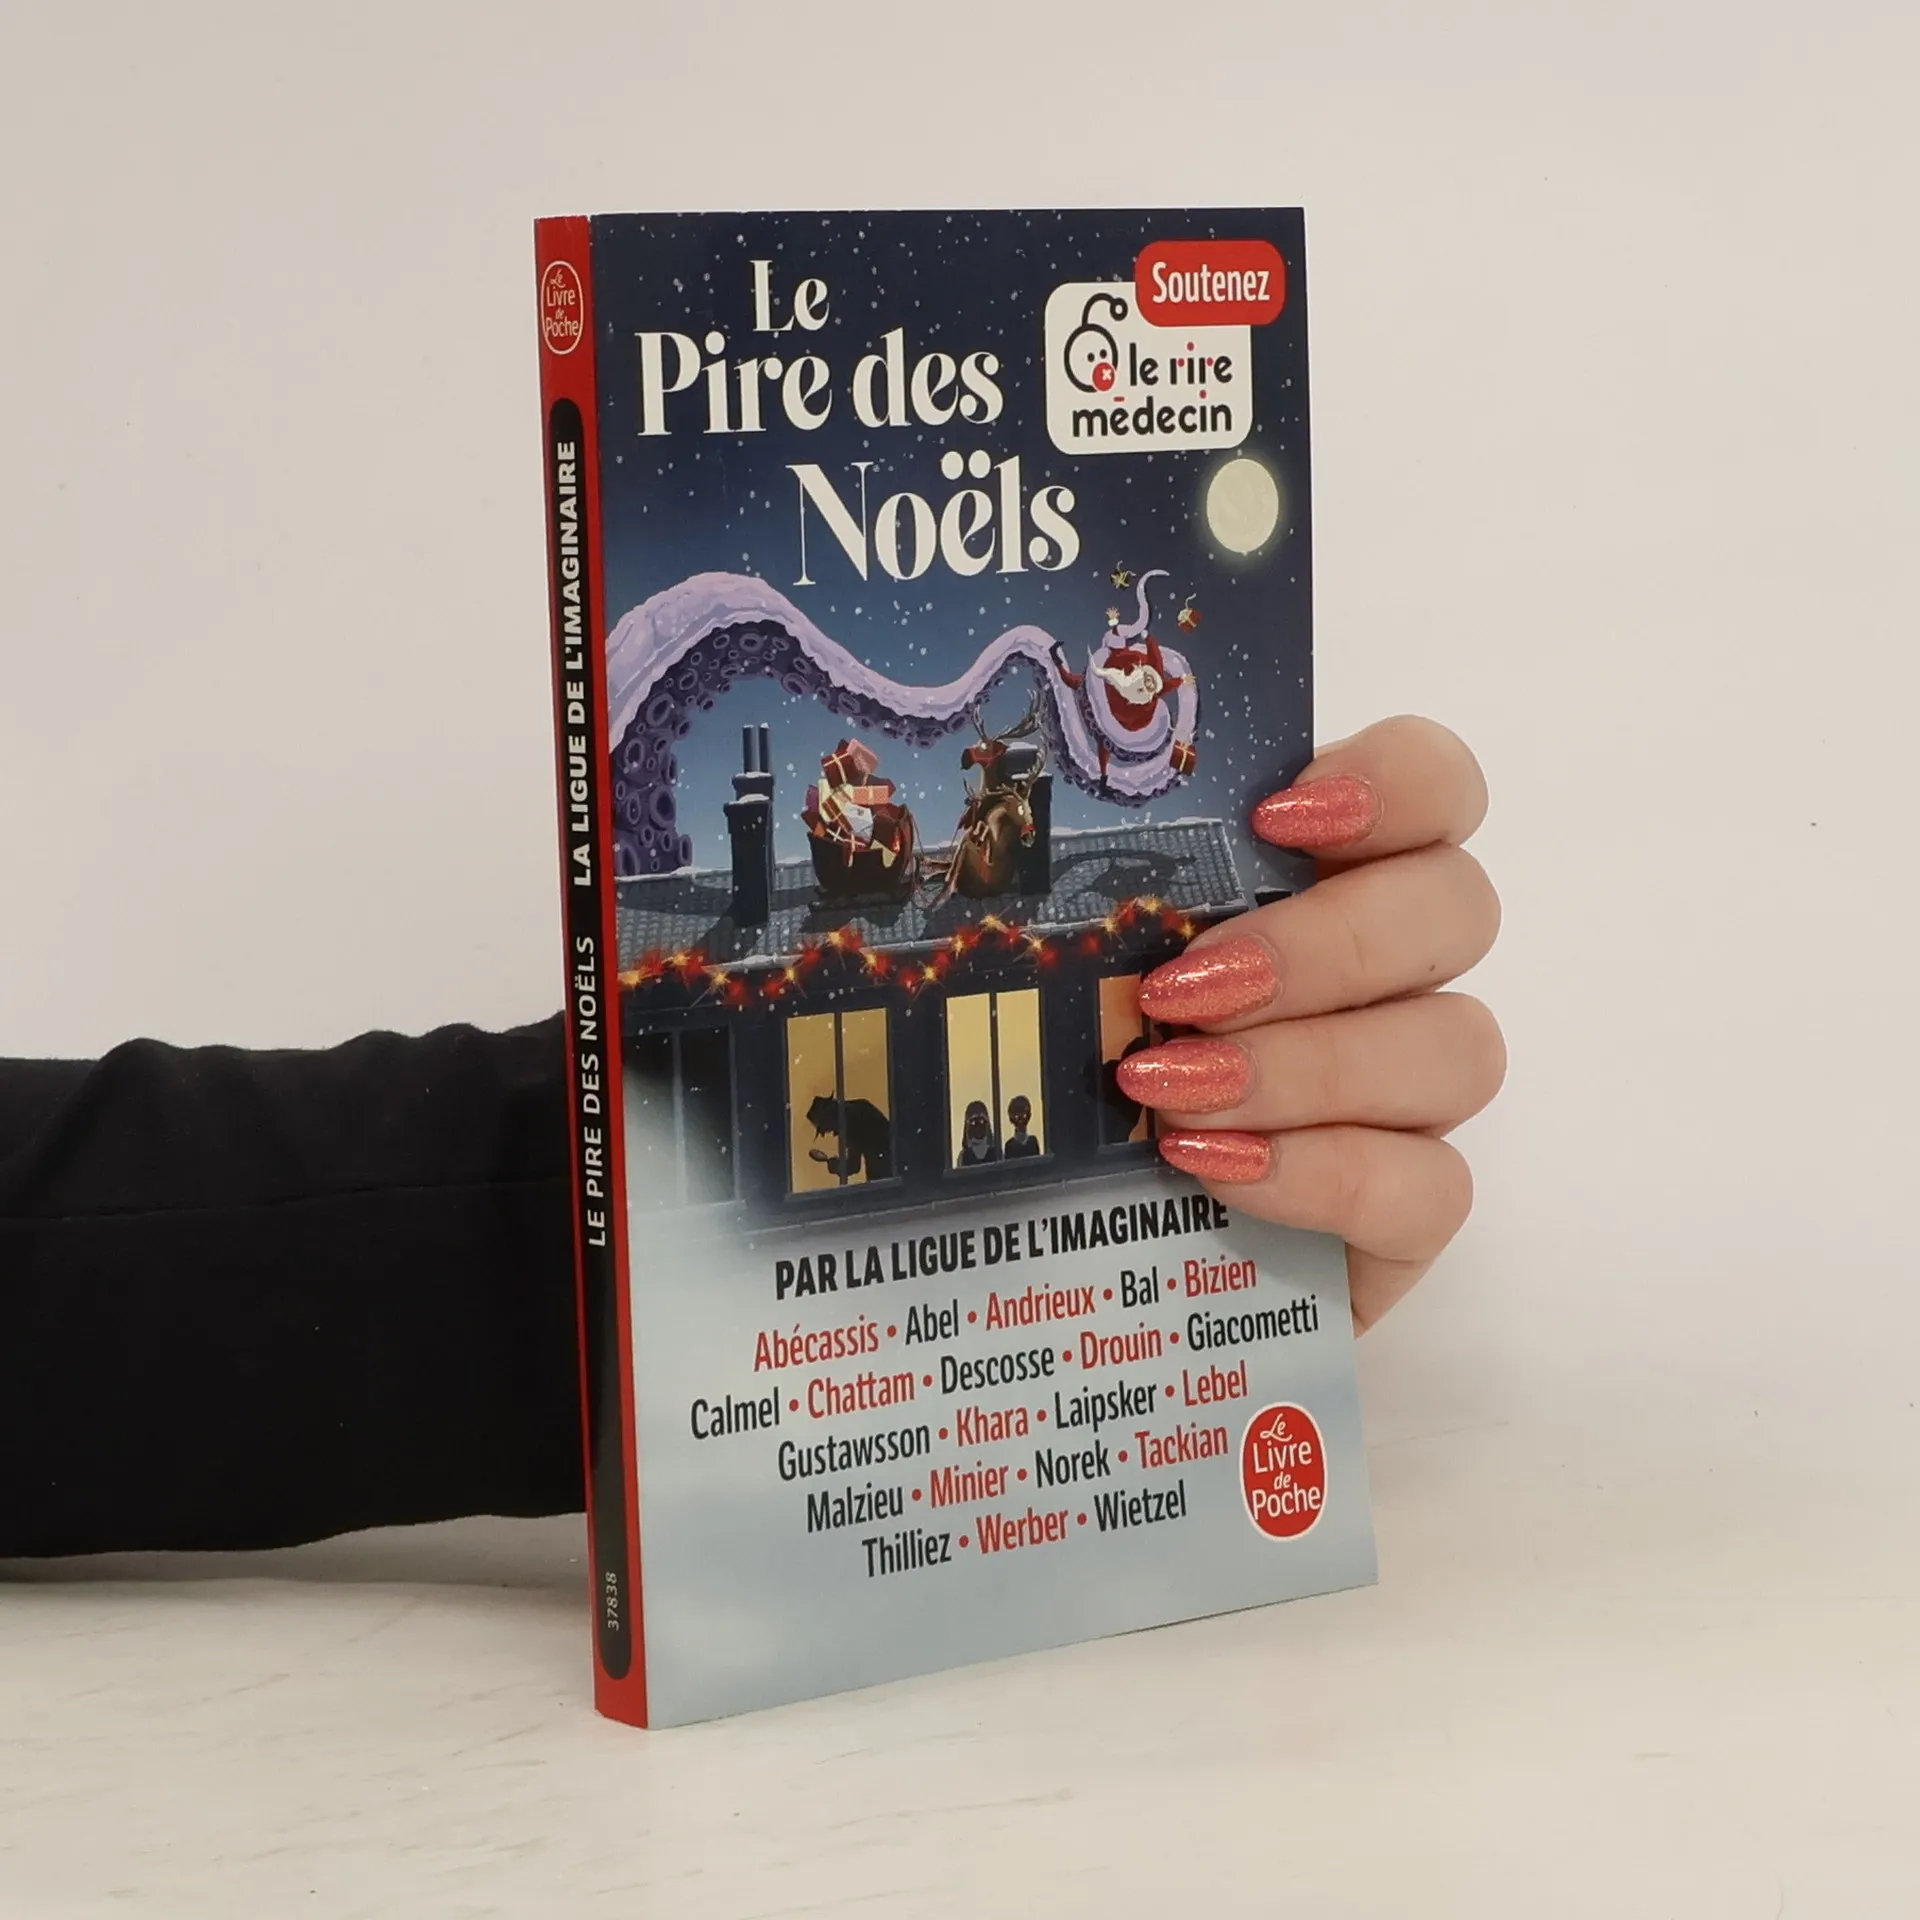 Le
Pire des
Noëls
Soutenez
le rire
médecin
PAR LA LIGUE DE L'IMAGINAIRE
Abécassis • Abel • Andrieux • Bal • Bizien
Calmel • Chattam • Descosse • Drouin • Giacometti
Gustawsson • Khara • Laipsker • Lebel
Malzieu • Minier • Norek • Tackian
Thilliez • Werber • Wietzel
Le
Livre
de
Poche
Le
Livre
de
Poche
LE PIRE DES NOËLS LA LIGUE DE L'IMAGINAIRE
37838